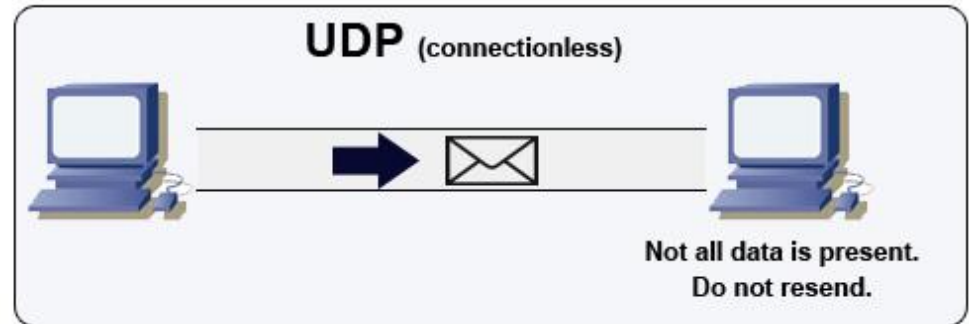 UDP (connectionless)
Not all data is present.
Do not resend.